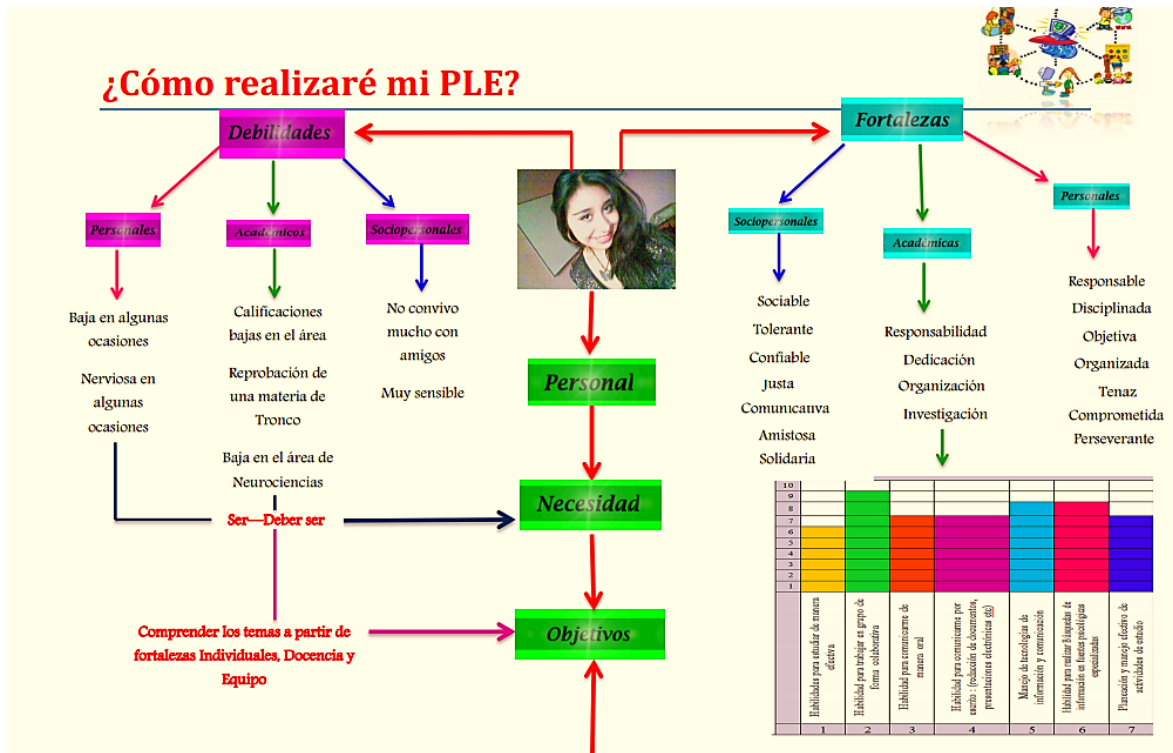 ¿Cómo realizaré mi PLE?
Debilidades
Fortalezas
Personales
Académicos
Sociopersonales
Sociopersonales
Académicas
Personales
Baja en algunas
ocasiones
Nerviosa en
algunas
ocasiones
Calificaciones
bajas en el área
Reprobación de
una materia de
Tronco
Baja en el área de
Neurociencias
No convivo
mucho con
amigos
Muy sensible
Personal
Necesidad
Objetivos
Sociable
Tolerante
Confiable
Justa
Comunicativa
Amistosa
Solidaria
Responsabilidad
Dedicación
Organización
Investigación
Responsable
Disciplinada
Objetiva
Organizada
Tenaz
Comprometida
Perseverante
Ser—Deber ser
Comprender los temas a partir de
fortalezas Individuales, Docencia y
Equipo
10
9
8
7
6
5
4
3
2
1
Habilidades para estudiar de manera
efectiva
Habilidad para trabajar en grupo de
forma colaborativa
Habilidad para comunicarme de
manera oral
Habilidad para comunicarme por
escrito : (redacción de documentos,
presentaciones electrónicas etc)
Manejo de tecnologías de
información y comunicación
Habilidad para realizar Búsquedas de
información en fuentes psicológicas
especializadas
Planeación y manejo efectivo de
actividades de estudio
1 2 3 4 5 6 7